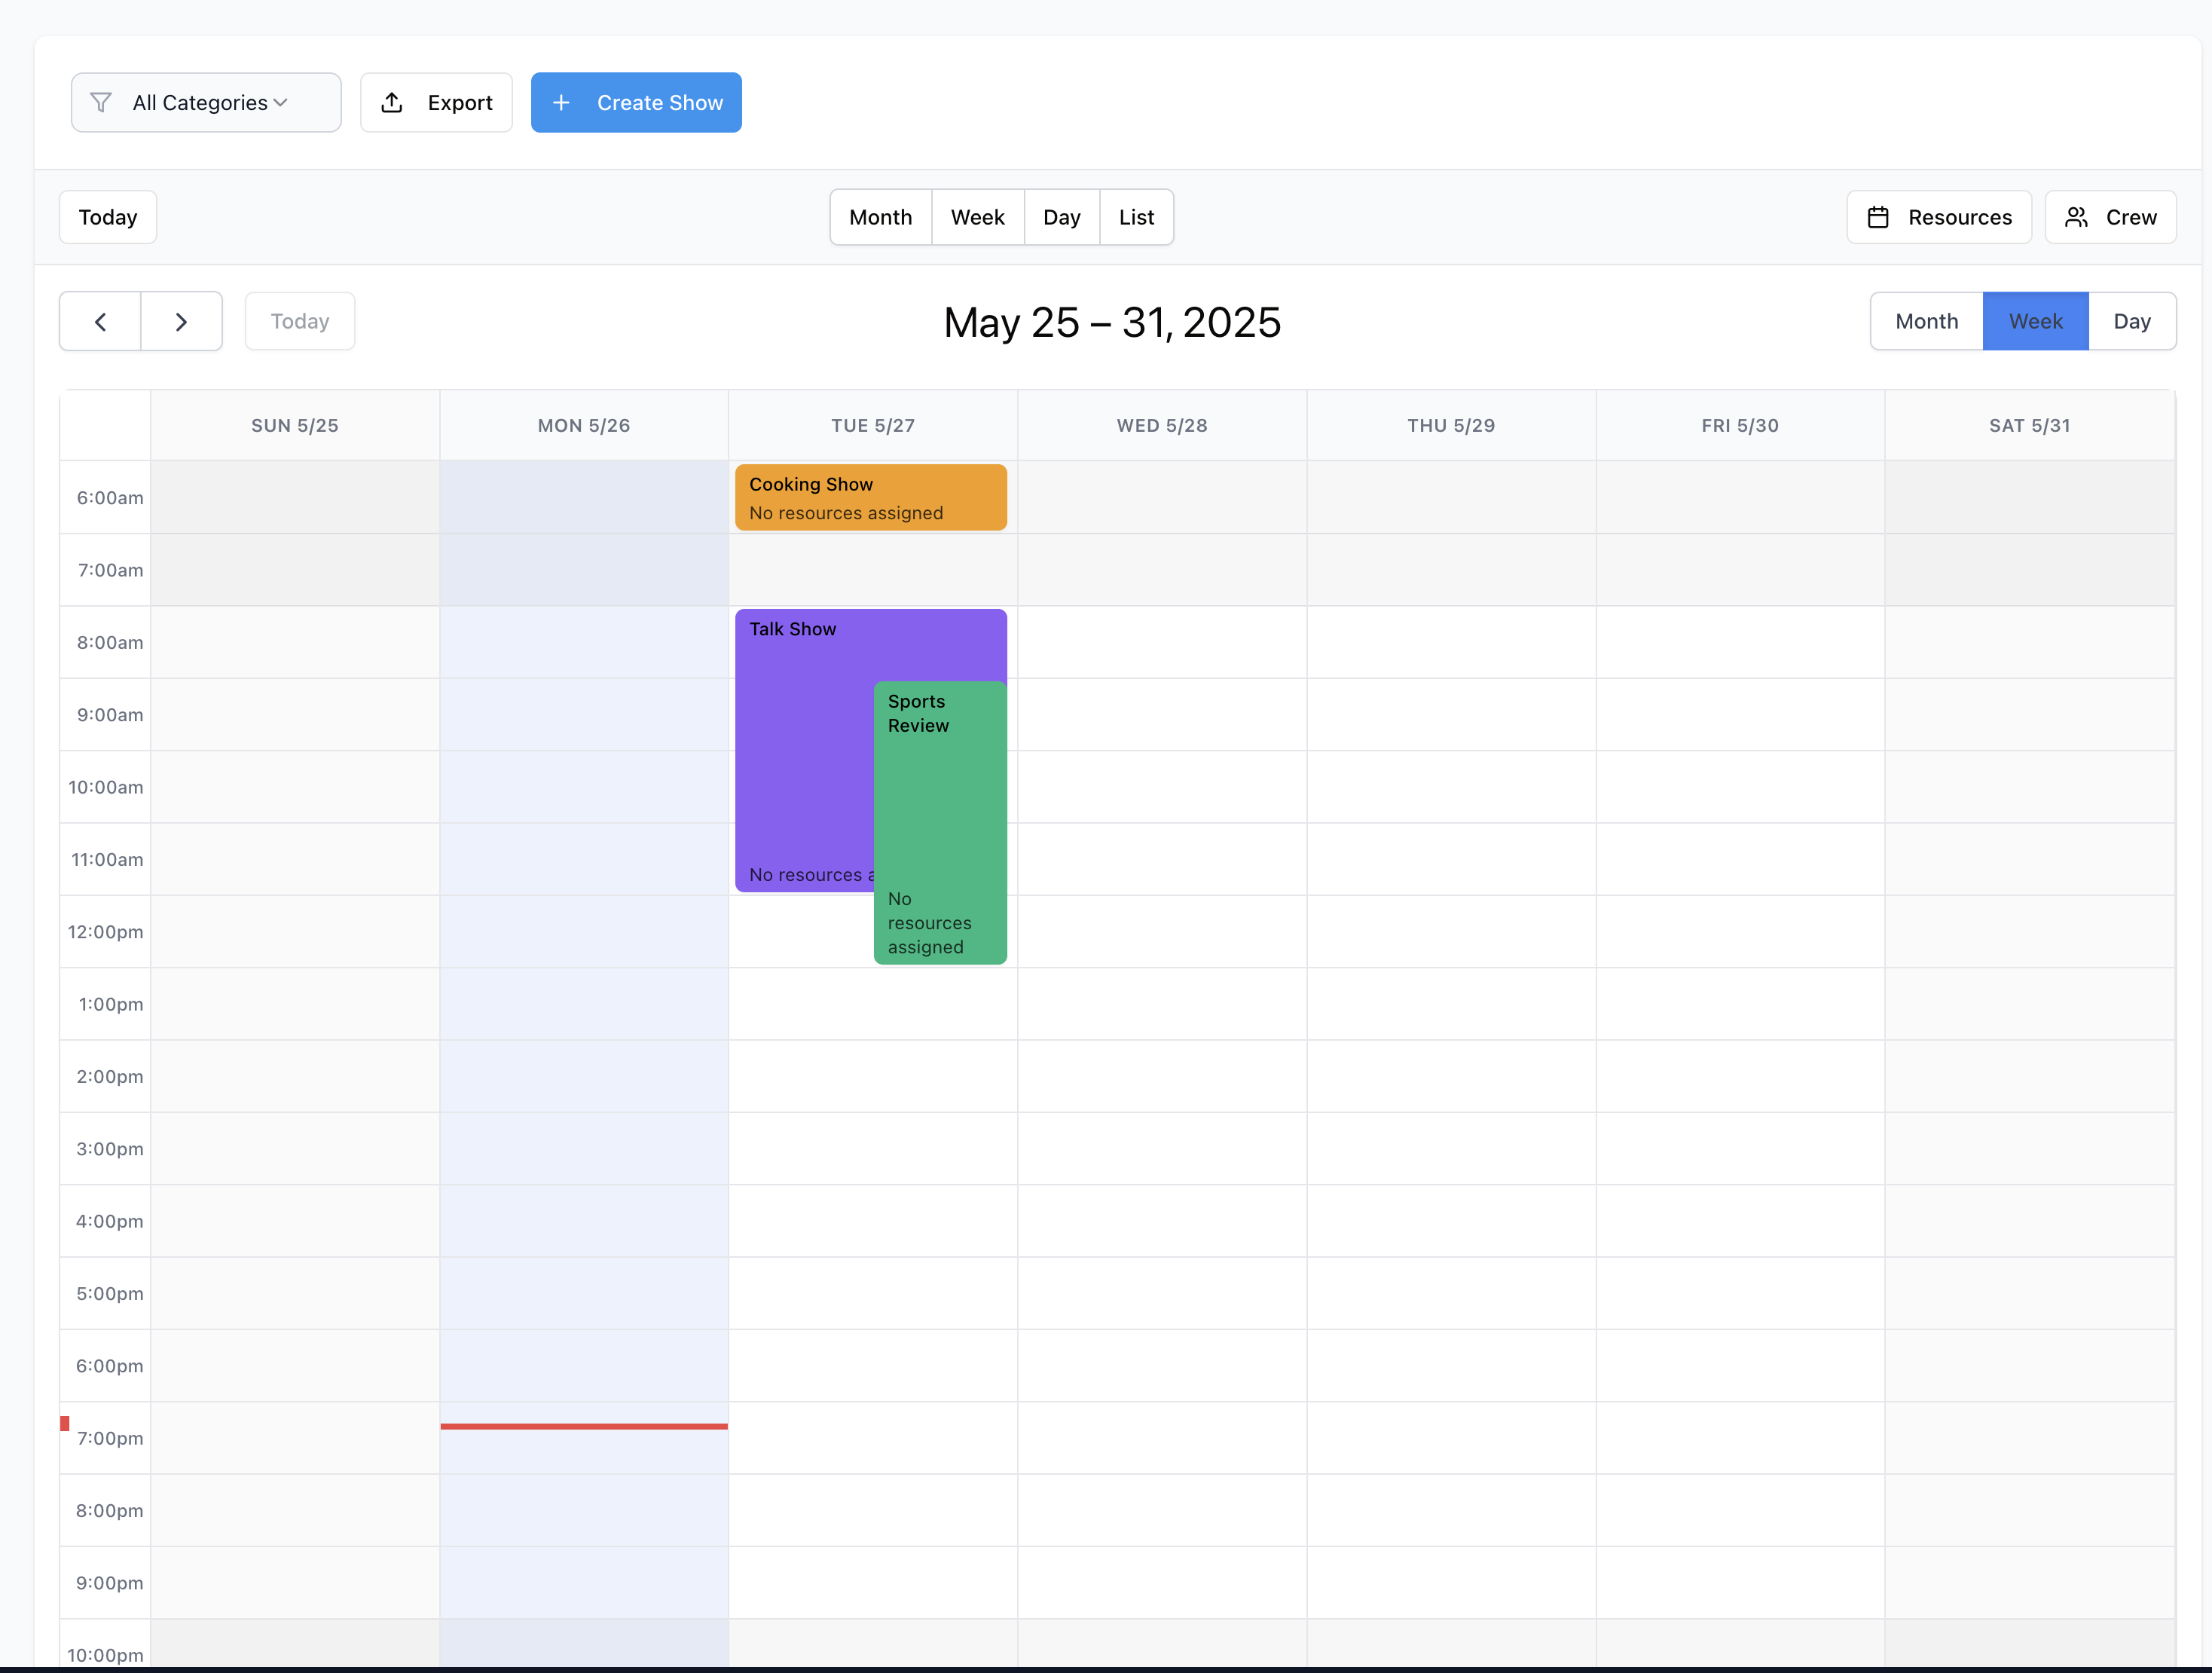 All Categories
Export
Create Show
Today
Month Week Day List
Resources
Crew
Today
May 25 – 31, 2025
Month Week Day
SUN 5/25 MON 5/26 TUE 5/27 WED 5/28 THU 5/29 FRI 5/30 SAT 5/31
6:00am
Cooking Show
No resources assigned
7:00am
8:00am
Talk Show
9:00am
Sports
Review
10:00am
11:00am
No resources a
No
resources
assigned
12:00pm
1:00pm
2:00pm
3:00pm
4:00pm
5:00pm
6:00pm
7:00pm
8:00pm
9:00pm
10:00pm